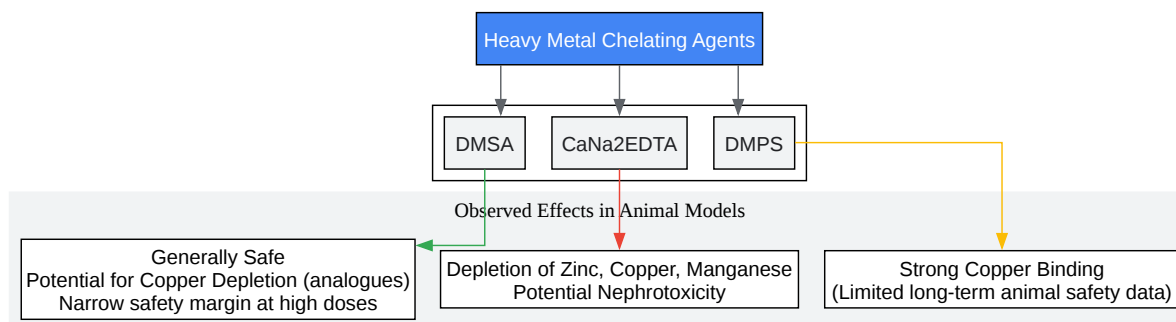 Heavy Metal Chelating Agents
DMSA
CaNa2EDTA
DMPS
Observed Effects in Animal Models
Generally Safe
Potential for Copper Depletion (analogues)
Narrow safety margin at high doses
Depletion of Zinc, Copper, Manganese
Potential Nephrotoxicity
Strong Copper Binding
(Limited long-term animal safety data)